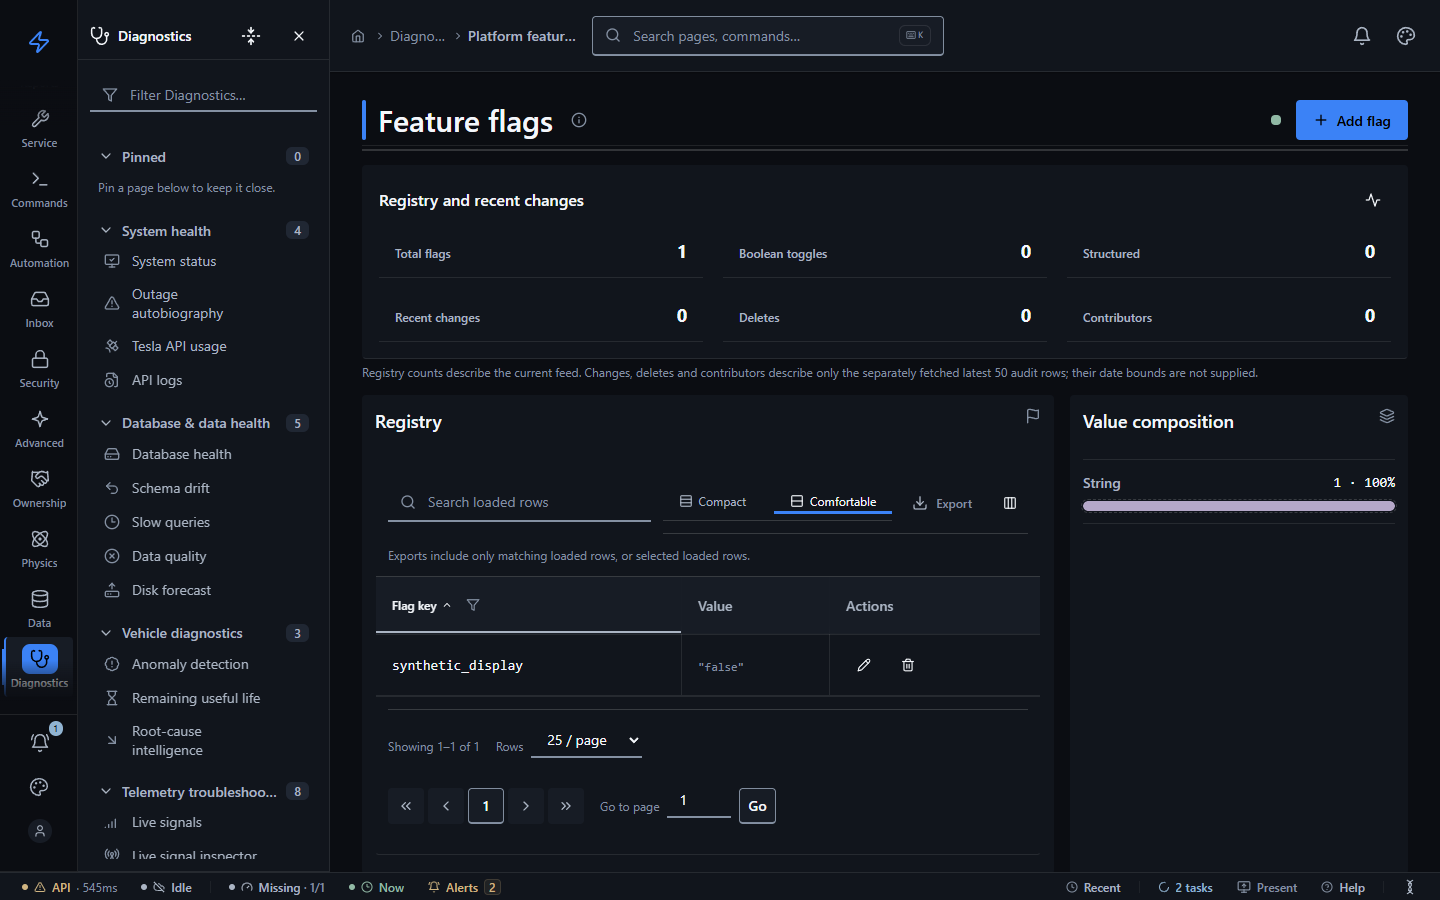 Service
Commands
Automation
Inbox
Security
Advanced
Ownership
Physics
Data
Diagnostics
1
Diagnostics
Filter Diagnostics...
Pinned 0
Pin a page below to keep it close.
System health 4
System status
Outage
autobiography
Tesla API usage
API logs
Database & data health 5
Database health
Schema drift
Slow queries
Data quality
Disk forecast
Vehicle diagnostics 3
Anomaly detection
Remaining useful life
Root-cause
intelligence
Telemetry troubleshoo... 8
Live signals
Live signal inspector
Diagno... Platform featur...
Search pages, commands... K
Feature flags
Add flag
Registry and recent changes
Total flags 1
Boolean toggles 0
Structured 0
Recent changes 0
Deletes 0
Contributors 0
Registry counts describe the current feed. Changes, deletes and contributors describe only the separately fetched latest 50 audit rows; their date bounds are not supplied.
Registry
Search loaded rows
Compact
Comfortable
Export
Exports include only matching loaded rows, or selected loaded rows.
Flag key Value Actions
synthetic_display "false"
Showing 1–1 of 1 Rows 25 / page
1 Go to page 1 Go
Value composition
String 1 · 100%
API · 545ms Idle Missing · 1/1 Now Alerts 2
Recent 2 tasks Present Help